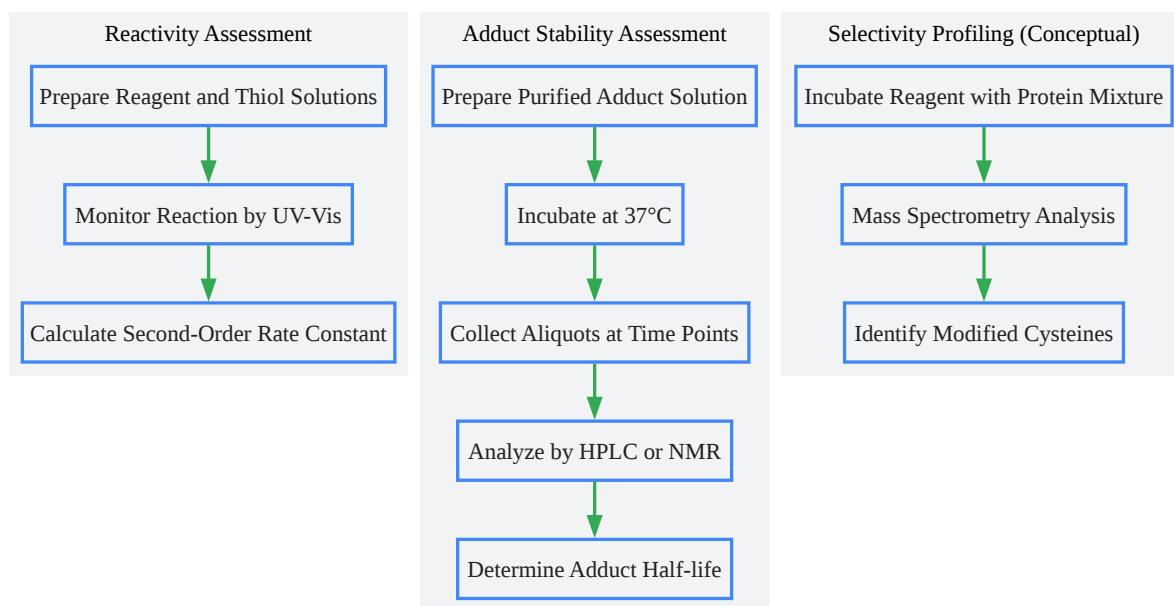 Reactivity Assessment
Prepare Reagent and Thiol Solutions
Monitor Reaction by UV-Vis
Calculate Second-Order Rate Constant
Adduct Stability Assessment
Prepare Purified Adduct Solution
Incubate at 37°C
Collect Aliquots at Time Points
Analyze by HPLC or NMR
Determine Adduct Half-life
Selectivity Profiling (Conceptual)
Incubate Reagent with Protein Mixture
Mass Spectrometry Analysis
Identify Modified Cysteines